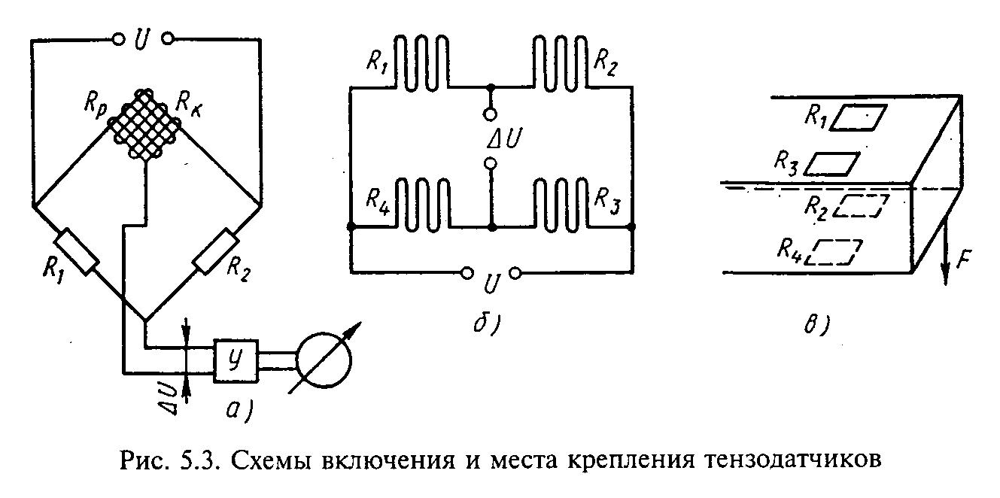 U
Rр Rк
R1 R2
ΔU
У
а)
R1 R2
ΔU
R4 R3
U
б)
R1
R3
R2
R4
F
в)
Рис. 5.3. Схемы включения и места крепления тензодатчиков